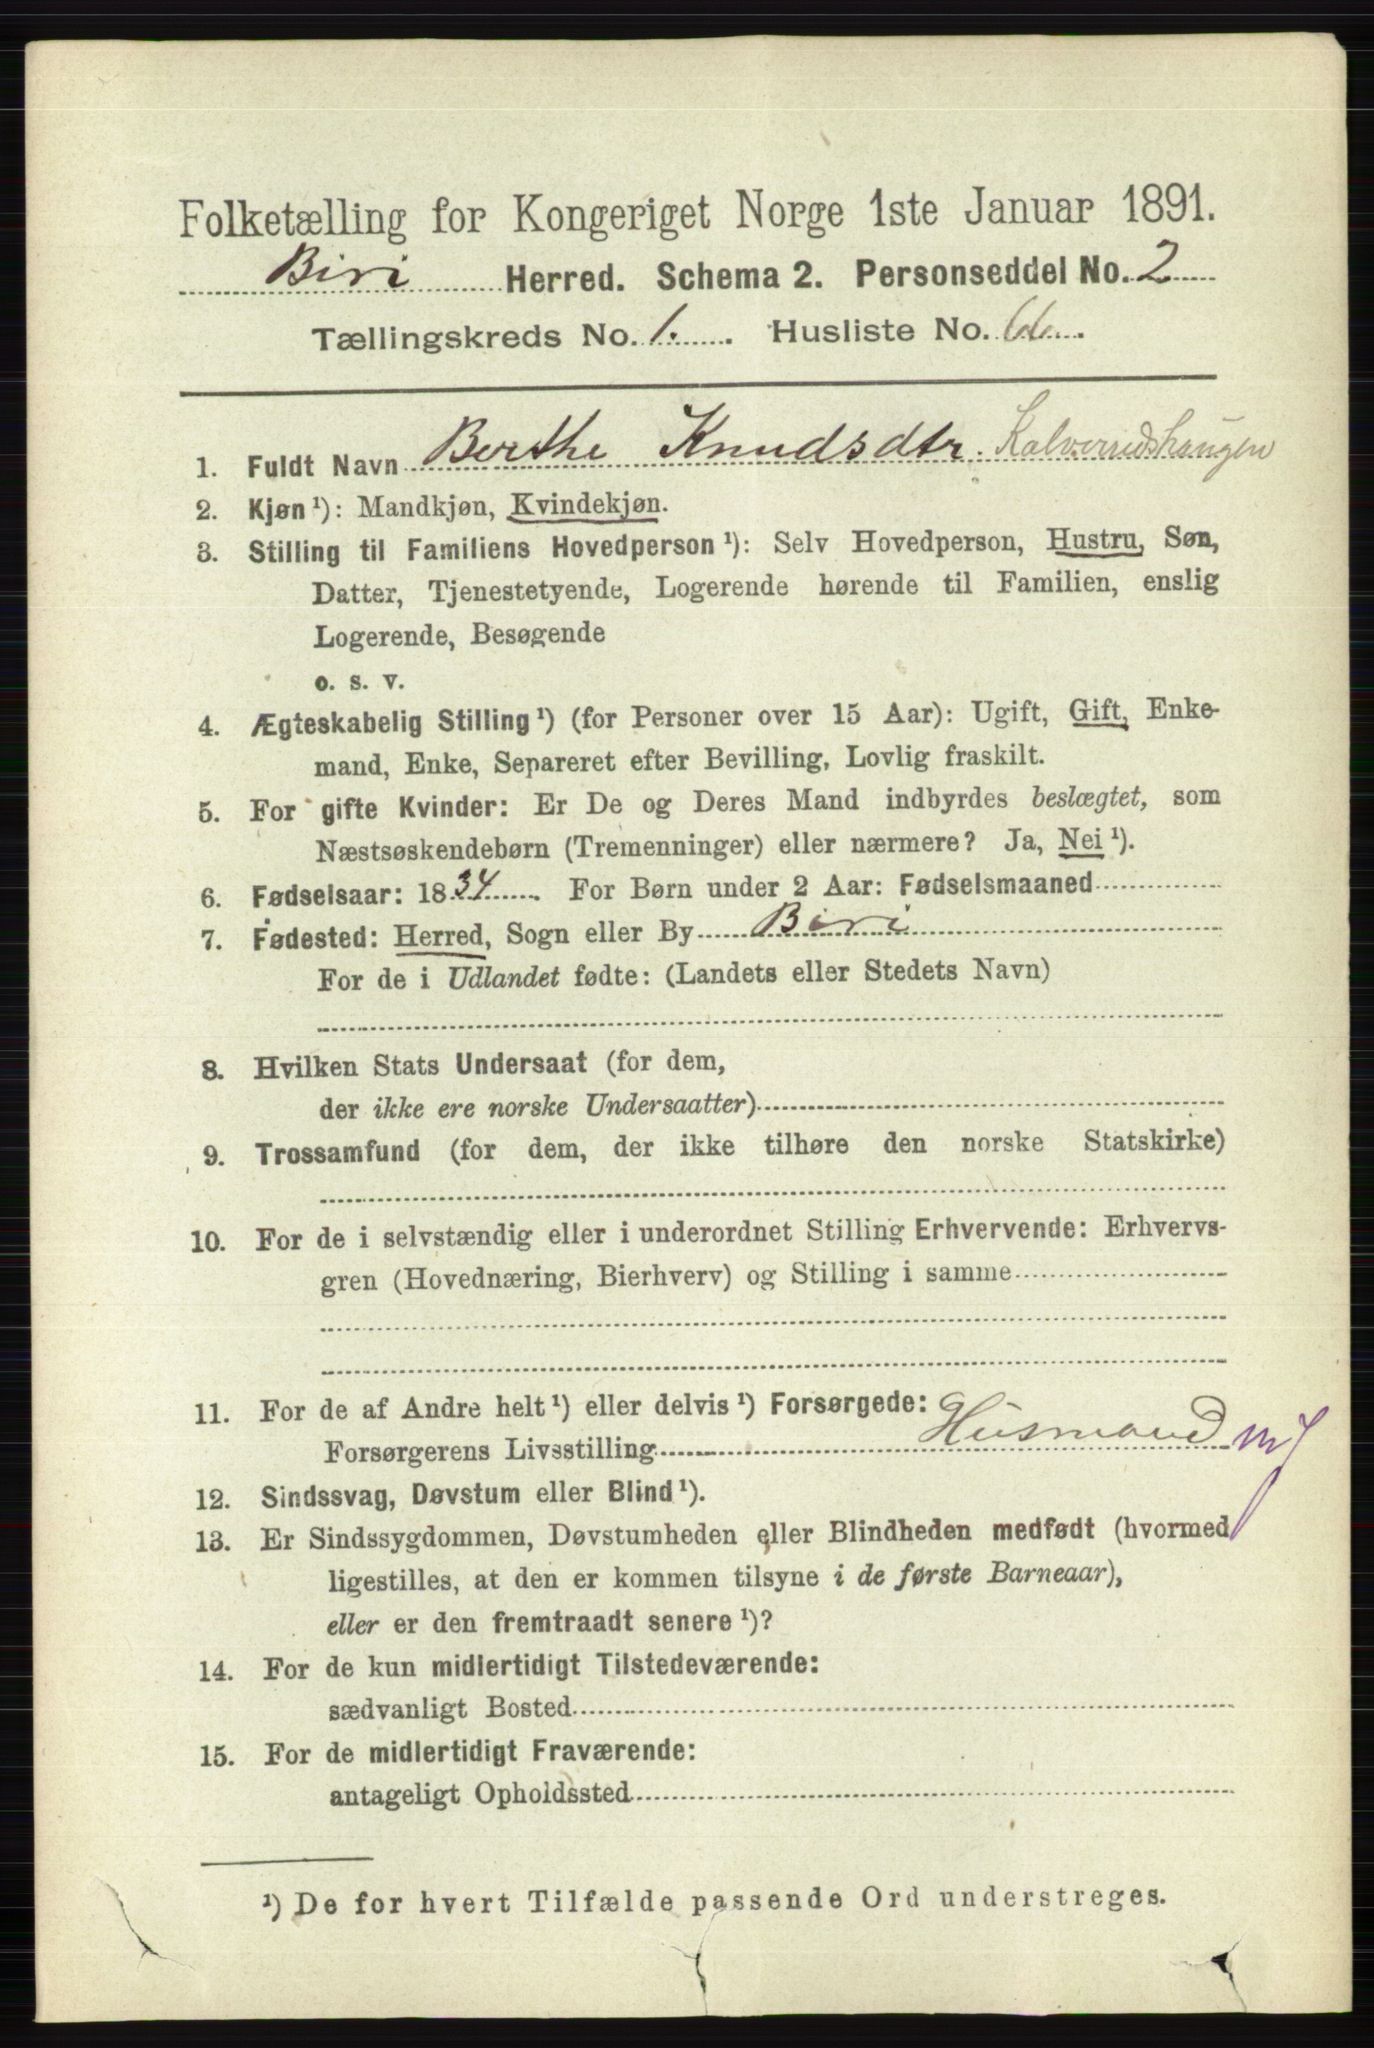 Folketælling for Kongeriget Norge 1ste Januar 1891.
Biri Herred. Schema 2. Personseddel No. 2
Tællingskreds No. 1. Husliste No.
1. Fuldt Navn Berthe Knudsdtr.
2. Kjøn ¹): Mandkjøn, Kvindekjøn.
3. Stilling til Familiens Hovedperson ¹): Selv Hovedperson, Hustru, Søn,
Datter, Tjenestetyende, Logerende hørende til Familien, enslig
Logerende, Besøgende
o. s. v.
4. Ægteskabelig Stilling ¹) (for Personer over 15 Aar): Ugift, Gift, Enke-
mand, Enke, Separeret efter Bevilling, Lovlig fraskilt.
5. For gifte Kvinder: Er De og Deres Mand indbyrdes beslægtet, som
Næstsøskendebørn (Tremenninger) eller nærmere? Ja, Nei ¹).
6. Fødselsaar: 1834. For Børn under 2 Aar: Fødselsmaaned
7. Fødested: Herred, Sogn eller By Biri
For de i Udlandet fødte: (Landets eller Stedets Navn)
8. Hvilken Stats Undersaat (for dem,
der ikke ere norske Undersaatter)
9. Trossamfund (for dem, der ikke tilhøre den norske Statskirke)
10. For de i selvstændig eller i underordnet Stilling Erhvervende: Erhvervs-
gren (Hovednæring, Bierhverv) og Stilling i samme
11. For de af Andre helt ¹) eller delvis ¹) Forsørgede:
Forsørgerens Livsstilling Husmand
12. Sindssvag, Døvstum eller Blind ¹).
13. Er Sindssygdommen, Døvstumheden eller Blindheden medfødt (hvormed
ligestilles, at den er kommen tilsyne i de første Barneaar),
eller er den fremtraadt senere ¹)?
14. For de kun midlertidigt Tilstedeværende:
sædvanligt Bosted
15. For de midlertidigt Fraværende:
antageligt Opholdssted
¹) De for hvert Tilfælde passende Ord understreges.